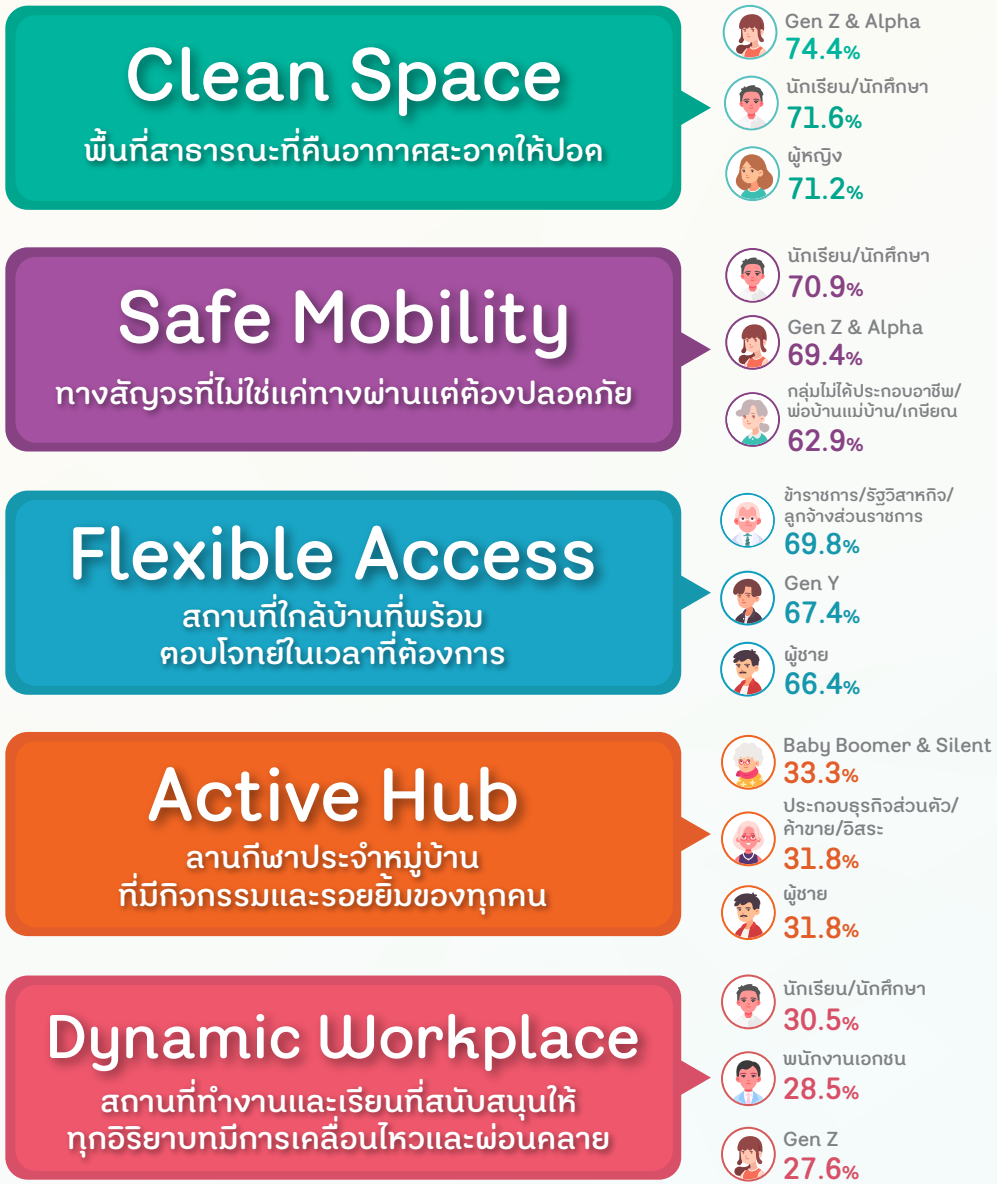 Clean Space
พื้นที่สาธารณะที่คืนอากาศสะอาดให้ปอด
Gen Z & Alpha
74.4%
นักเรียน/นักศึกษา
71.6%
ผู้หญิง
71.2%
Safe Mobility
ทางสัญจรที่ไม่ใช่แค่ทางผ่านแต่ต้องปลอดภัย
นักเรียน/นักศึกษา
70.9%
Gen Z & Alpha
69.4%
กลุ่มไม่ได้ประกอบอาชีพ/
พ่อบ้านแม่บ้าน/เกษียณ
62.9%
Flexible Access
สถานที่ใกล้บ้านที่พร้อม
ตอบโจทย์ในเวลาที่ต้องการ
ข้าราชการ/รัฐวิสาหกิจ/
ลูกจ้างส่วนราชการ
69.8%
Gen Y
67.4%
ผู้ชาย
66.4%
Active Hub
ลานกีฬาประจำหมู่บ้าน
ที่มีกิจกรรมและรอยยิ้มของทุกคน
Baby Boomer & Silent
33.3%
ประกอบธุรกิจส่วนตัว/
ค้าขาย/อิสระ
31.8%
ผู้ชาย
31.8%
Dynamic Workplace
สถานที่ทำงานและเรียนที่สนับสนุนให้
ทุกอิริยาบทมีการเคลื่อนไหวและผ่อนคลาย
นักเรียน/นักศึกษา
30.5%
พนักงานเอกชน
28.5%
Gen Z
27.6%